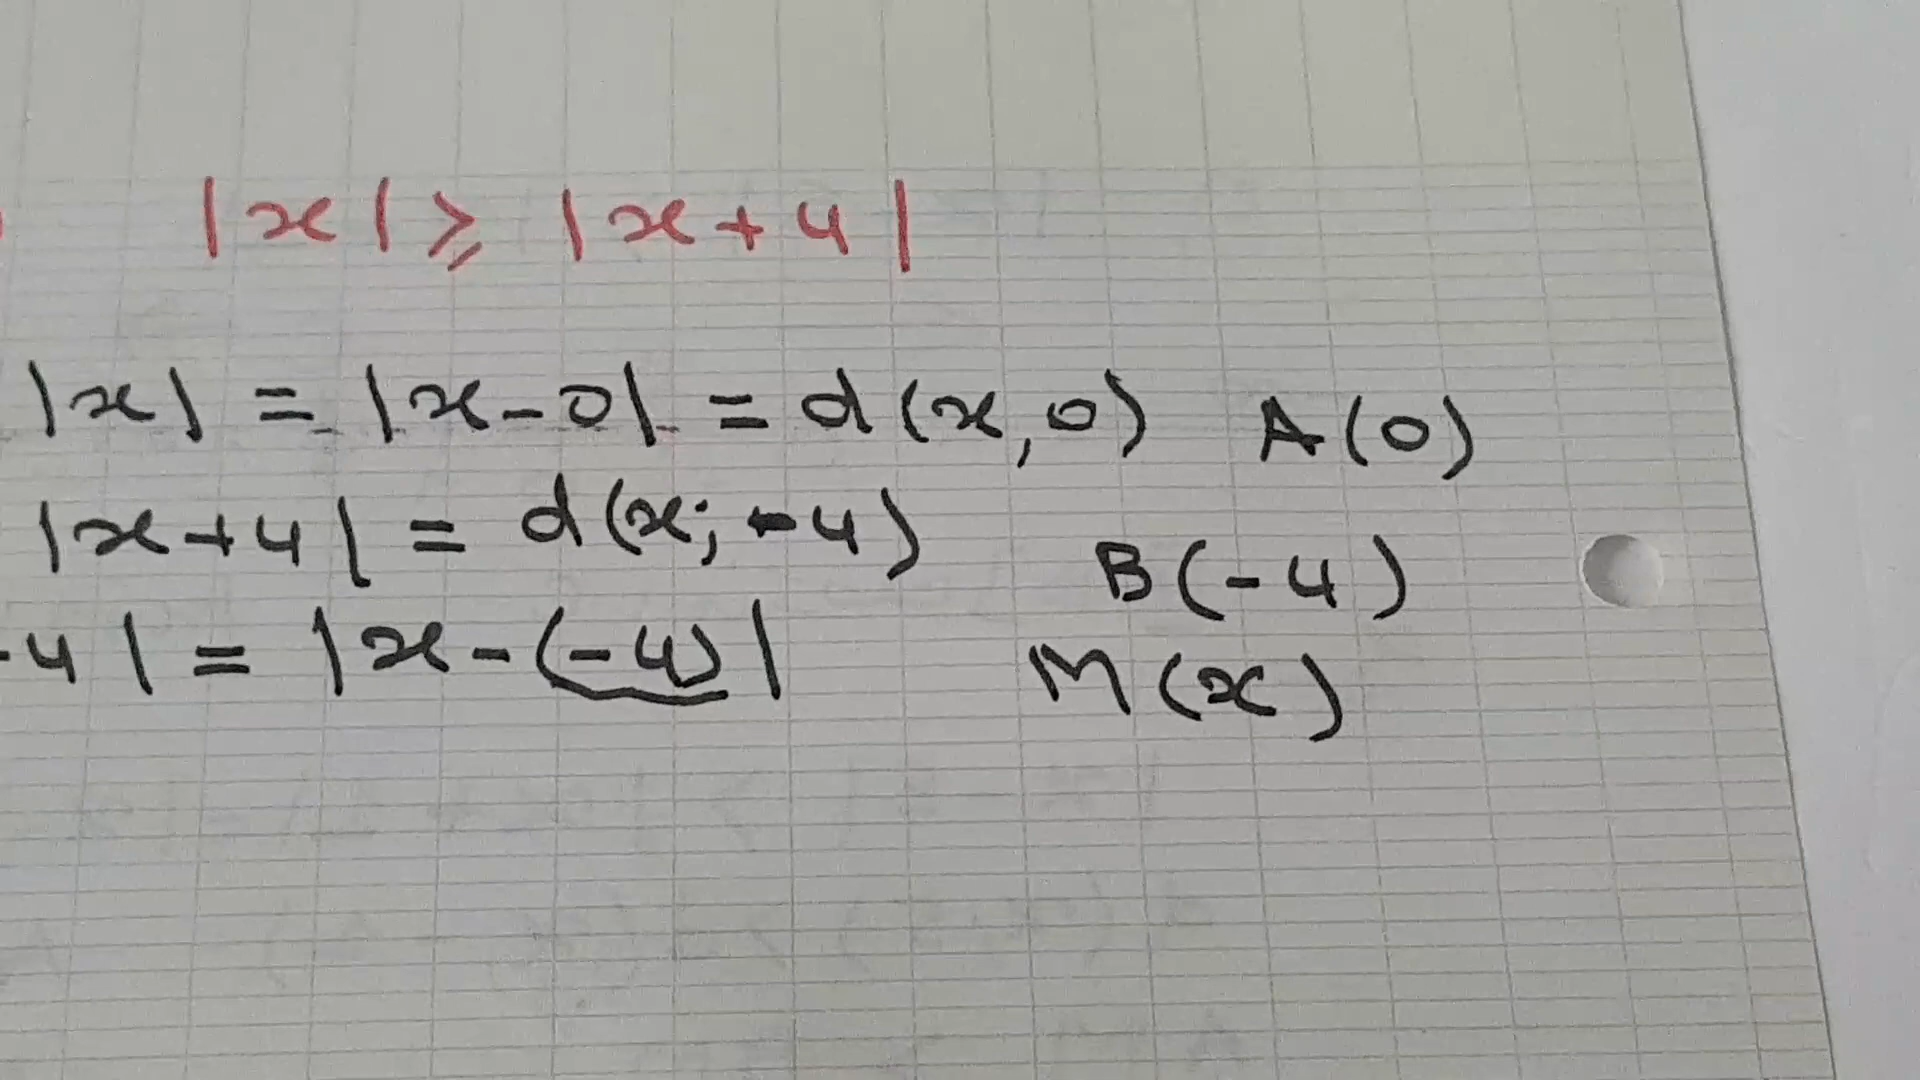 |x| ⩾ |x+4|
|x| = |x-0| = d(x,0) A(0)
|x+4| = d(x;-4)
B(-4)
-4| = |x-(-4)|
M(x)